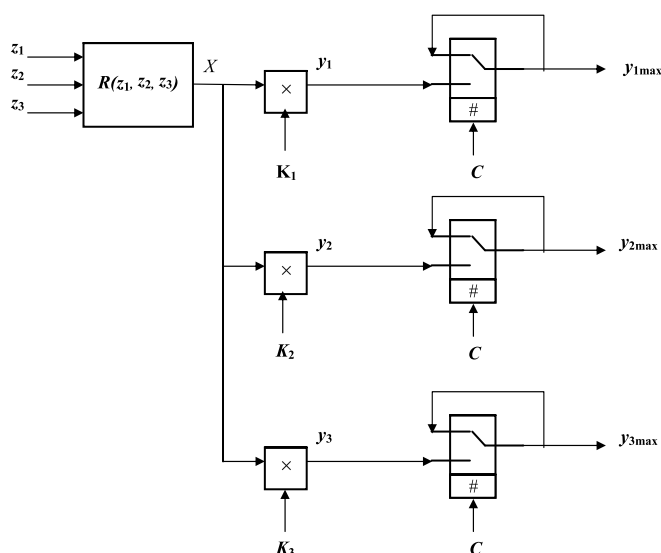 z1
z2
z3
R(z1, z2, z3)
X
×
K1
y1
#
C
y1max
×
K2
y2
#
C
y2max
×
K3
y3
#
C
y3max